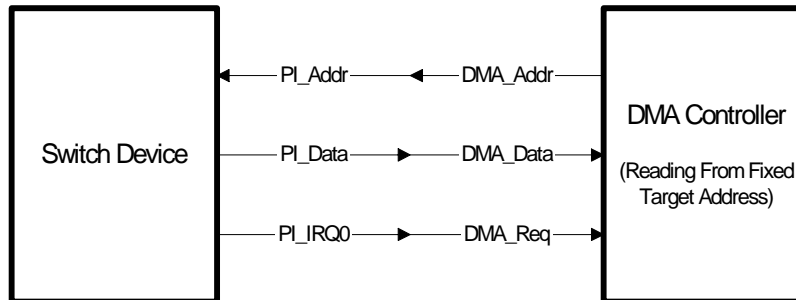 PI_Addr DMA_Addr
DMA Controller
Switch Device PI_Data DMA_Data
(Reading From Fixed
Target Address)
PI_IRQ0 DMA_Req